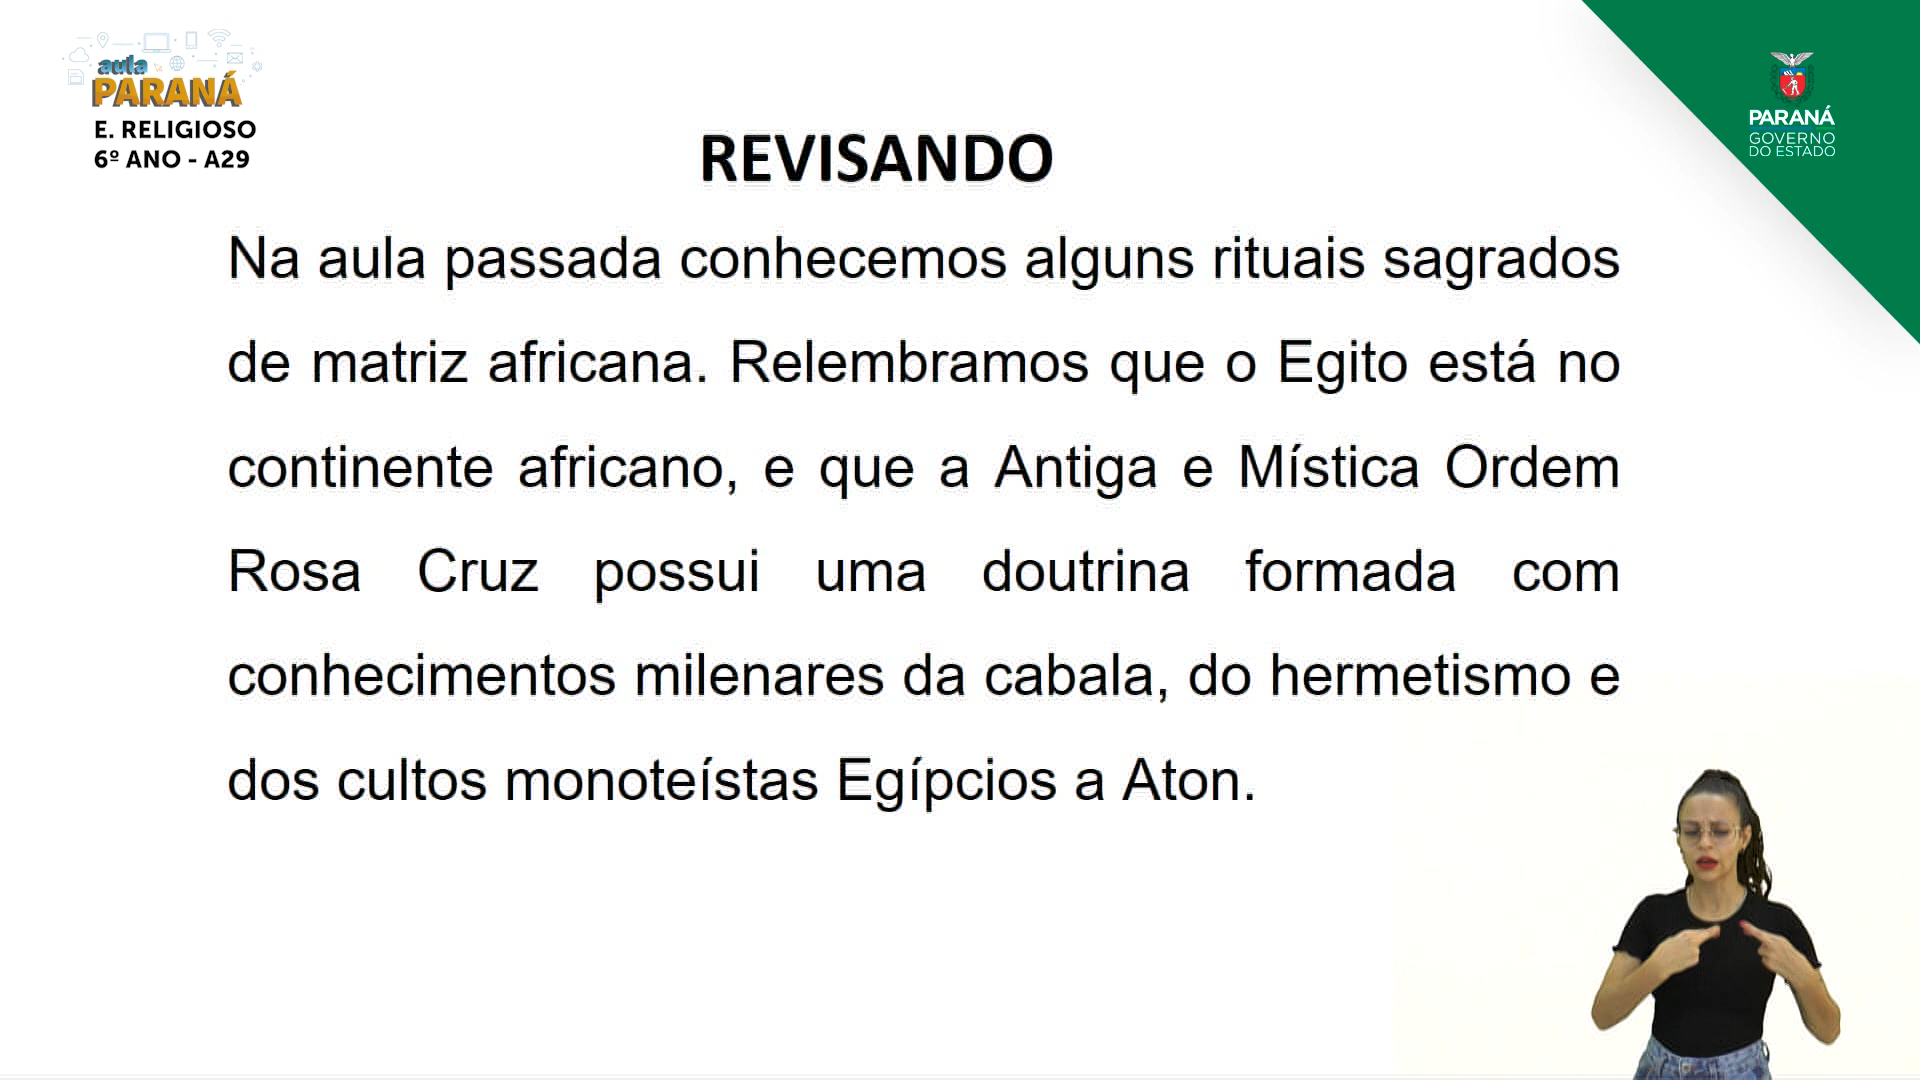 aula
PARANÁ
E. RELIGIOSO
6º ANO - A29
PARANÁ
GOVERNO
DO ESTADO
REVISANDO
Na aula passada conhecemos alguns rituais sagrados
de matriz africana. Relembramos que o Egito está no
continente africano, e que a Antiga e Mística Ordem
Rosa Cruz possui uma doutrina formada com
conhecimentos milenares da cabala, do hermetismo e
dos cultos monoteístas Egípcios a Aton.